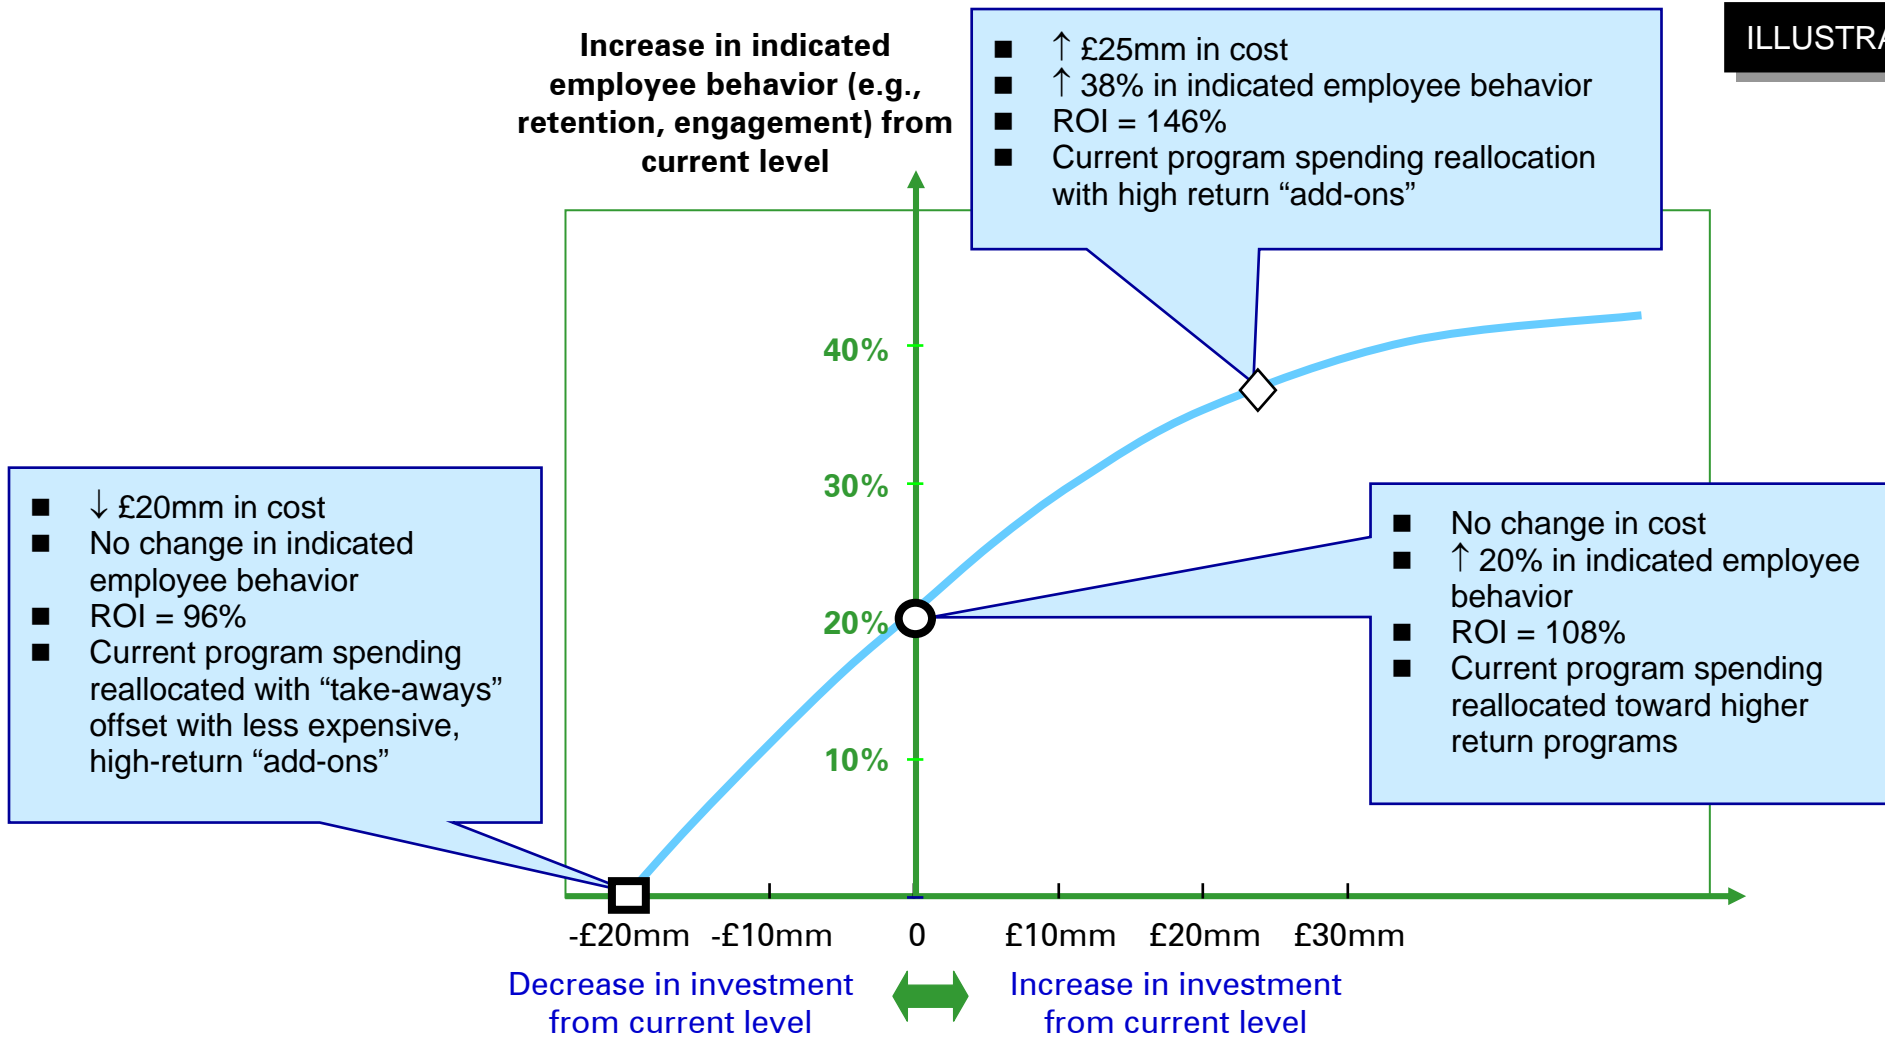 Increase in indicated
employee behavior (e.g.,
retention, engagement) from
current level
■ ↑ £25mm in cost
■ ↑ 38% in indicated employee behavior
■ ROI = 146%
■ Current program spending reallocation
with high return “add-ons”
40%
30%
20%
10%
■ ↓ £20mm in cost
■ No change in indicated
employee behavior
■ ROI = 96%
■ Current program spending
reallocated with “take-aways”
offset with less expensive,
high-return “add-ons”
■ No change in cost
■ ↑ 20% in indicated employee
behavior
■ ROI = 108%
■ Current program spending
reallocated toward higher
return programs
-£20mm -£10mm 0 £10mm £20mm £30mm
Decrease in investment
from current level
Increase in investment
from current level